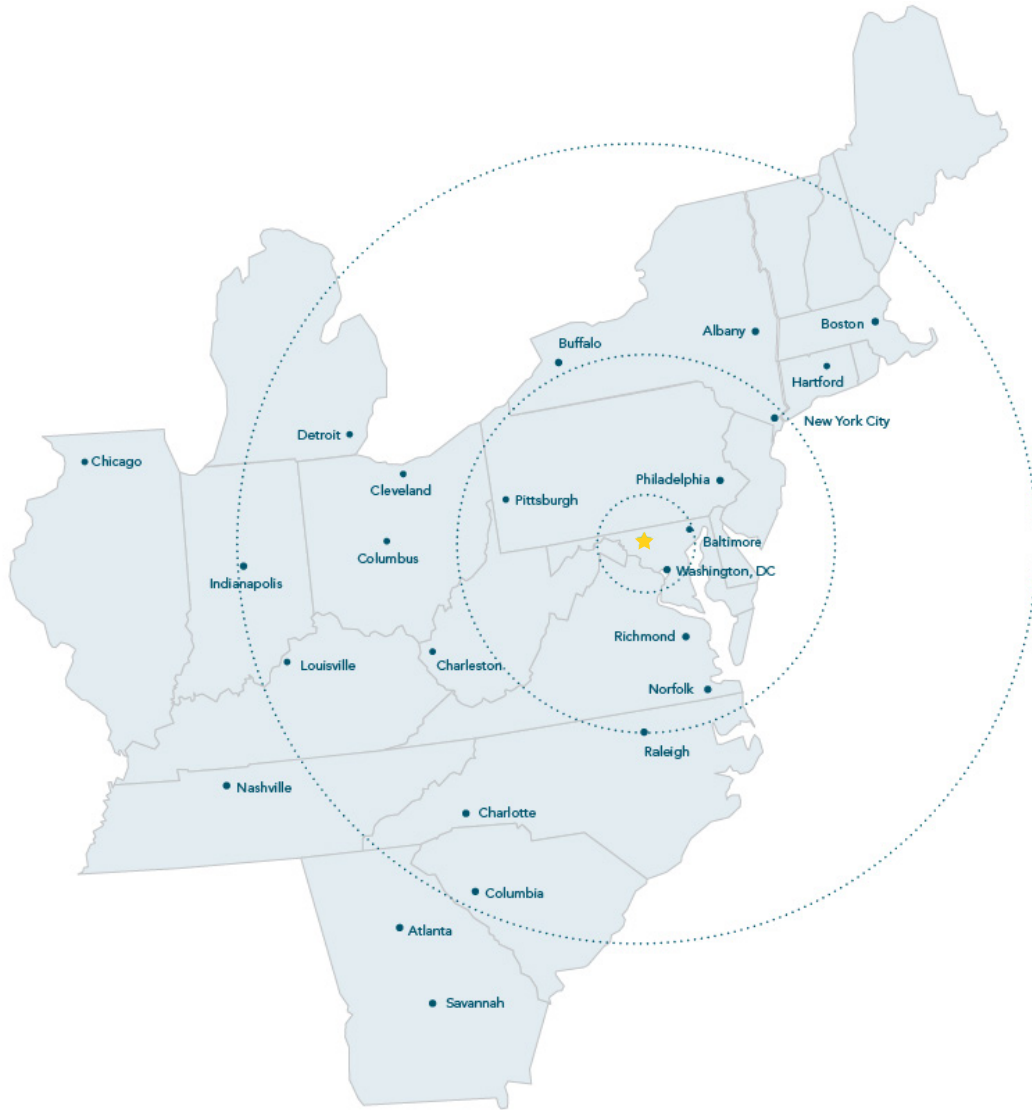 Boston
Albany
Buffalo
Hartford
New York City
Detroit
Chicago
Cleveland
Philadelphia
Pittsburgh
Columbus
Baltimore
Washington, DC
Indianapolis
Richmond
Louisville
Charleston
Norfolk
Raleigh
Nashville
Charlotte
Columbia
Atlanta
Savannah